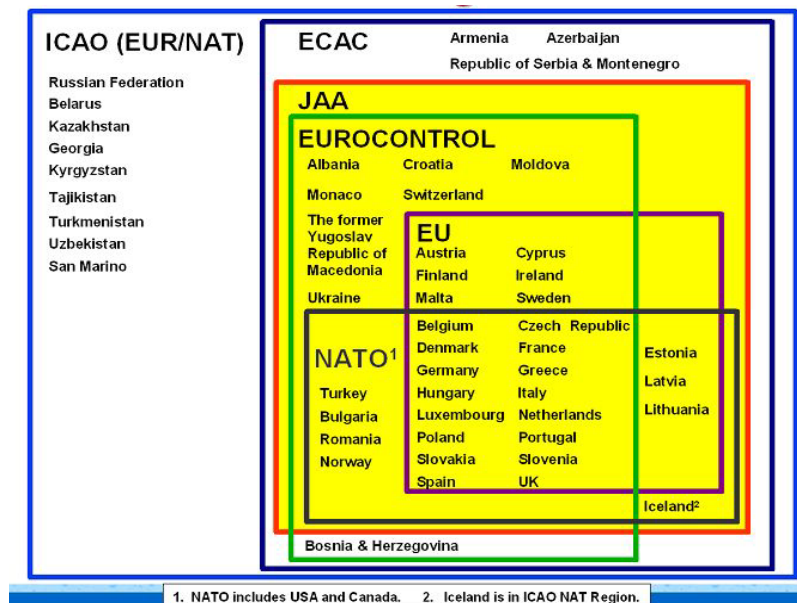 ICAO (EUR/NAT)
Russian Federation
Belarus
Kazakhstan
Georgia
Kyrgyzstan
Tajikistan
Turkmenistan
Uzbekistan
San Marino
ECAC
Armenia Azerbaijan
Republic of Serbia & Montenegro
JAA
EUROCONTROL
Albania Croatia Moldova
Monaco Switzerland
The former
Yugoslav
Republic of
Macedonia
Ukraine
EU
Austria Cyprus
Finland Ireland
Malta Sweden
Belgium Czech Republic
Denmark France
Germany Greece
Hungary Italy
Luxembourg Netherlands
Poland Portugal
Slovakia Slovenia
Spain UK
NATO1
Turkey
Bulgaria
Romania
Norway
Estonia
Latvia
Lithuania
Iceland2
Bosnia & Herzegovina
1. NATO includes USA and Canada. 2. Iceland is in ICAO NAT Region.